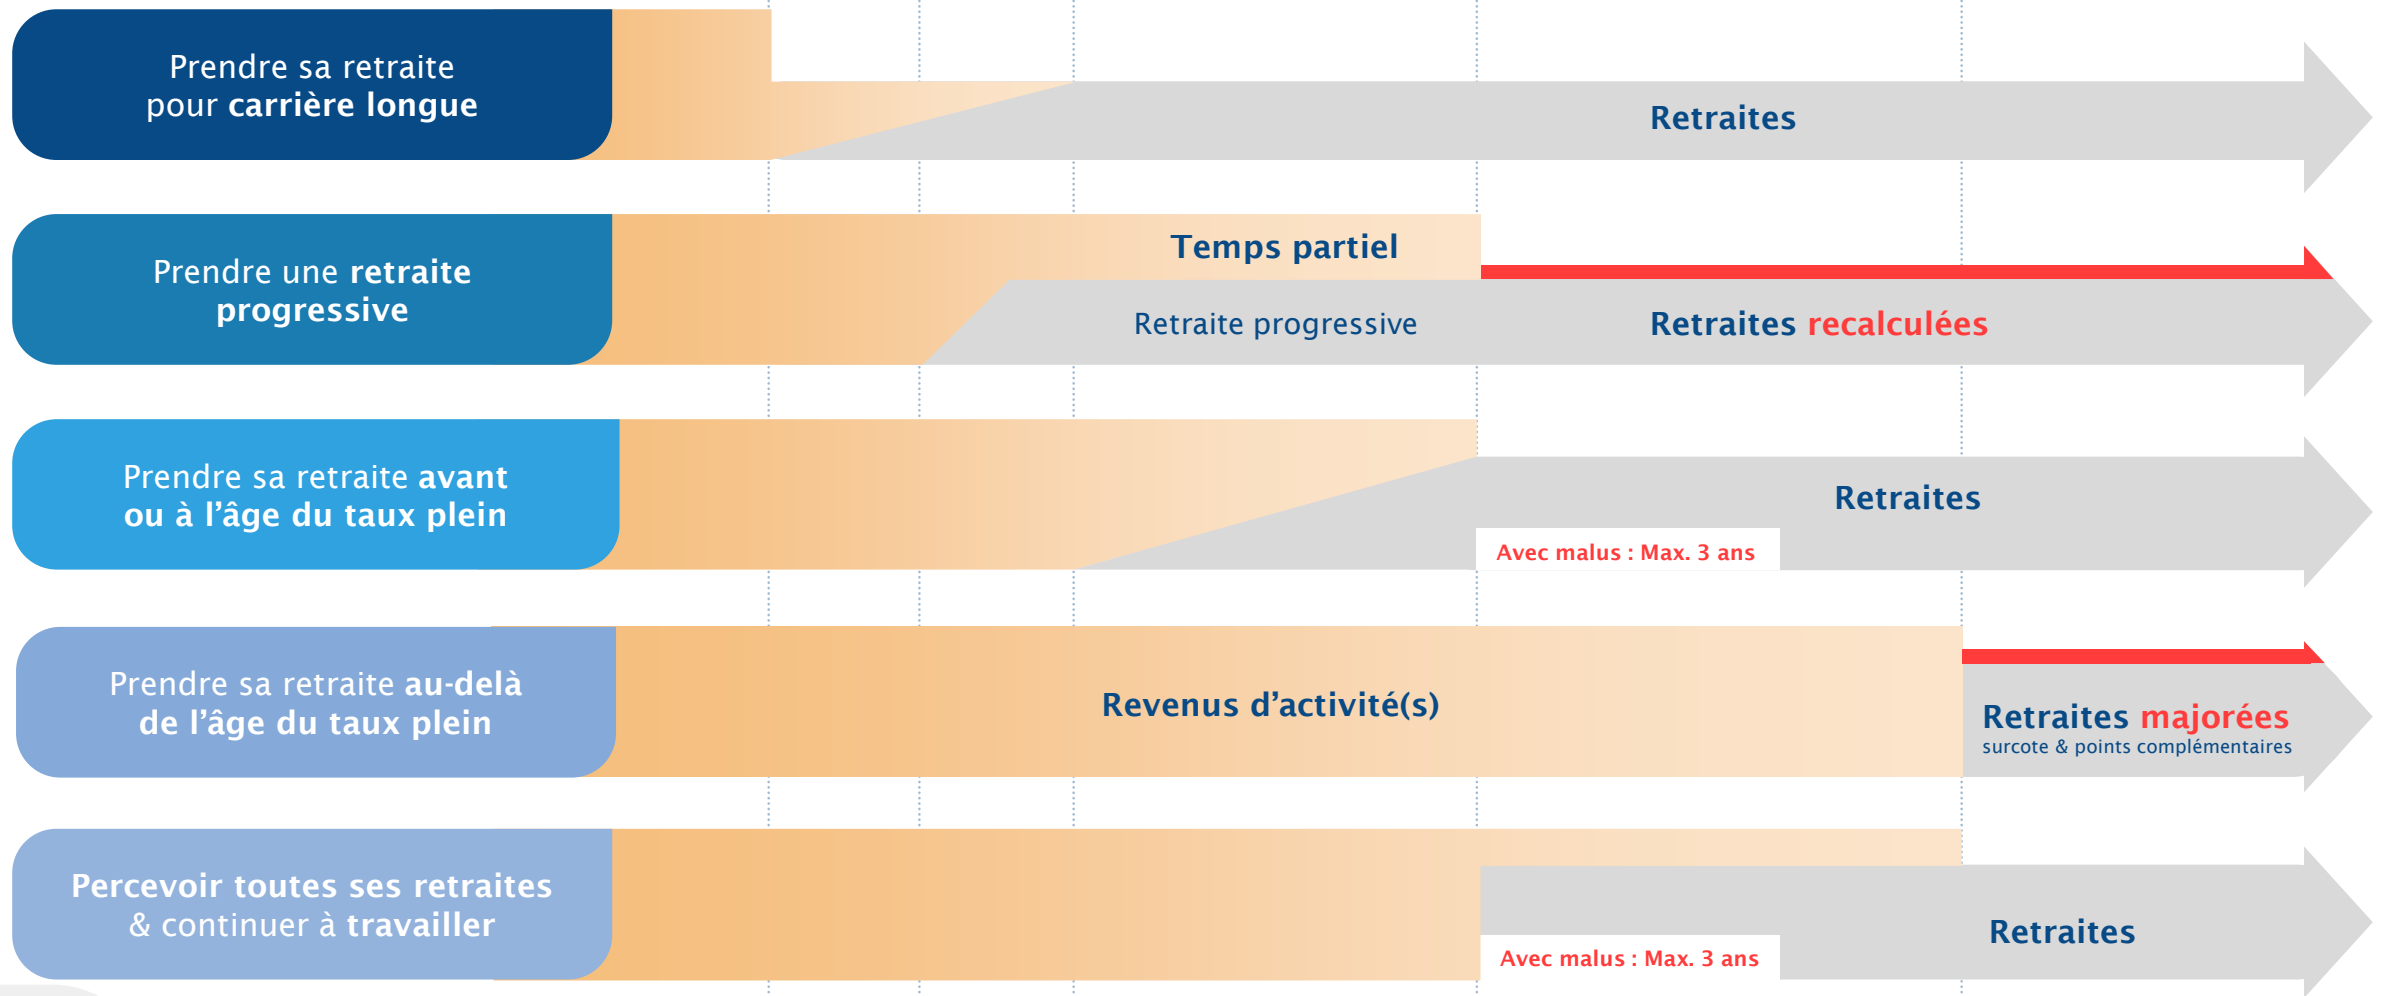 Prendre sa retraite
pour carrière longue
Retraites
Prendre une retraite
progressive
Temps partiel
Retraite progressive
Retraites recalculées
Prendre sa retraite avant
ou à l’âge du taux plein
Retraites
Avec malus : Max. 3 ans
Prendre sa retraite au-delà
de l’âge du taux plein
Revenus d’activité(s)
Retraites majorées
surcote & points complémentaires
Percevoir toutes ses retraites
& continuer à travailler
Retraites
Avec malus : Max. 3 ans